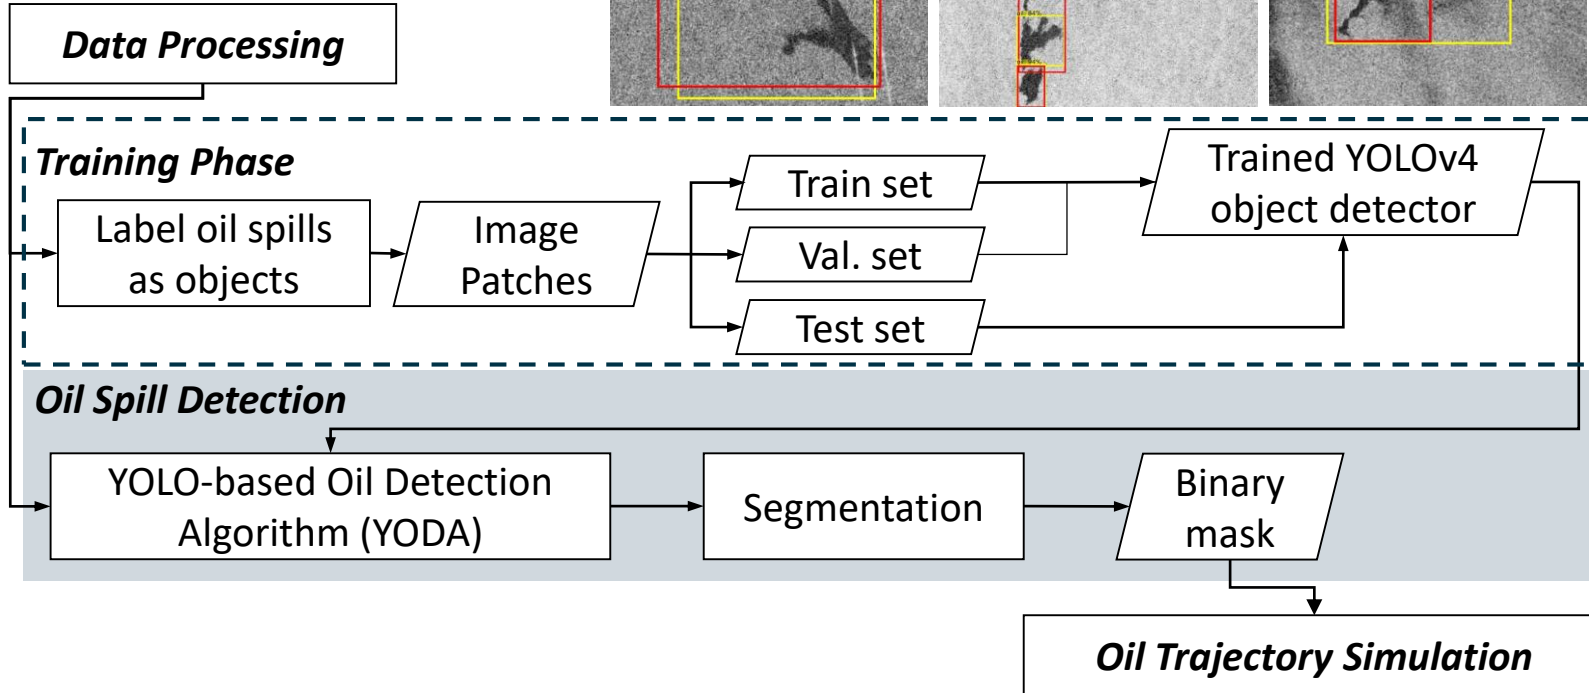 Data Processing
Training Phase
Label oil spills
as objects
Image
Patches
Train set
Val. set
Test set
Trained YOLOv4
object detector
Oil Spill Detection
YOLO-based Oil Detection
Algorithm (YODA)
Segmentation
Binary
mask
Oil Trajectory Simulation